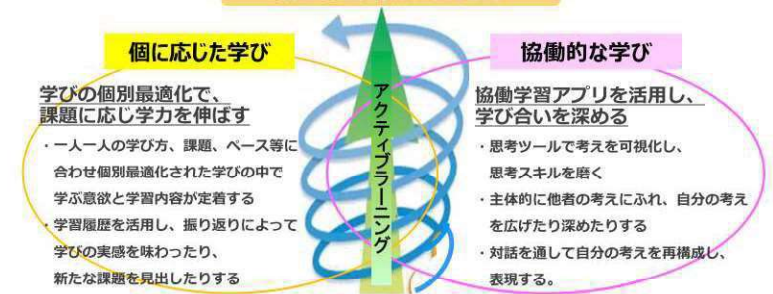 個に応じた学び
学びの個別最適化で、
課題に応じ学力を伸ばす
・一人一人の学び方、課題、ペース等に
合わせ個別最適化された学びの中で
学ぶ意欲と学習内容が定着する
・学習履歴を活用し、振り返りによって
学びの実感を味わったり、
新たな課題を見出したりする
アクティブラーニング
協働的な学び
協働学習アプリを活用し、
学び合いを深める
・思考ツールで考えを可視化し、
思考スキルを磨く
・主体的に他者の考えにふれ、自分の考え
を広げたり深めたりする
・対話を通して自分の考えを再構成し、
表現する。